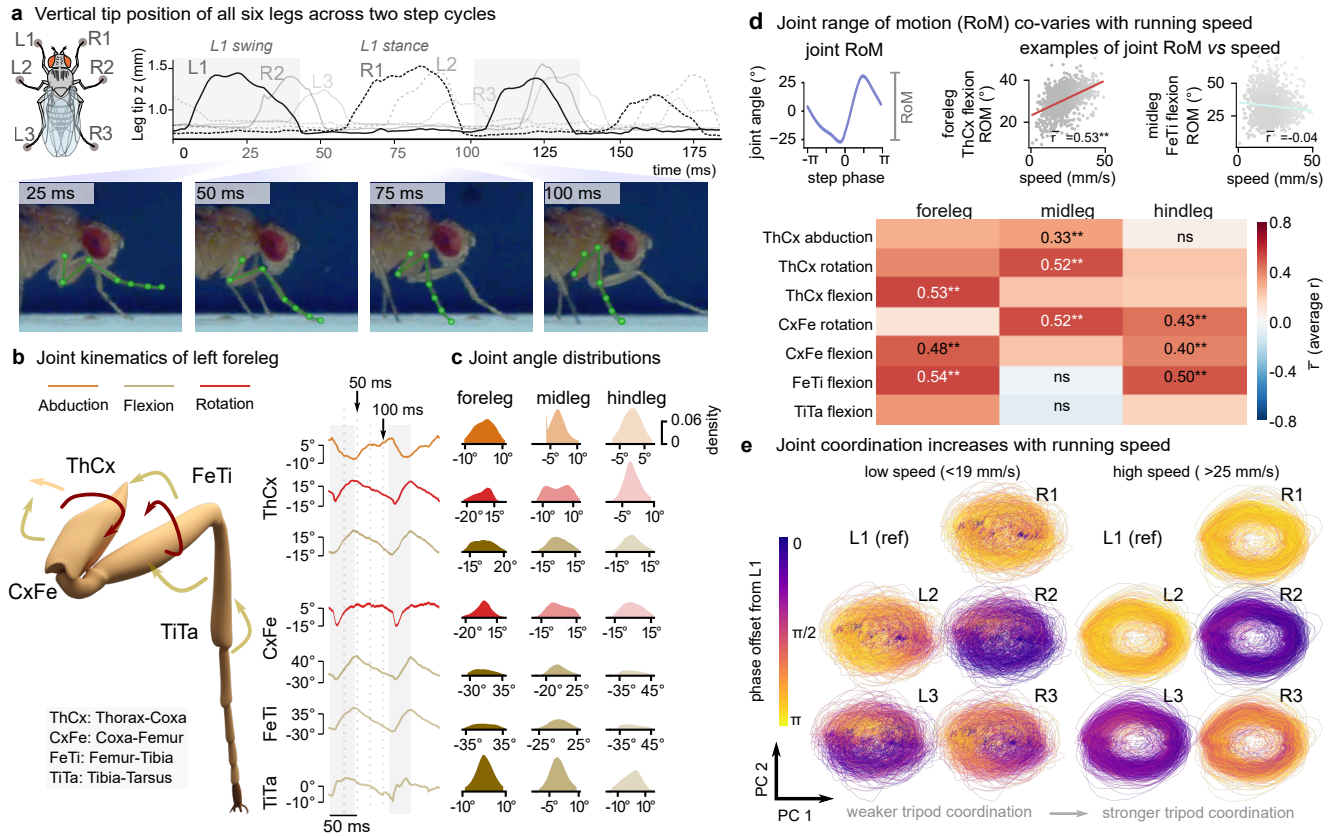 a Vertical tip position of all six legs across two step cycles
L1 R1
L2 R2
L3 R3
L1 swing L1 stance
Leg tip z (mm)
1.5
1.0
L1 R2 L3 R1 L2 R3
0 25 50 75 100 125 150 175
time (ms)
25 ms 50 ms 75 ms 100 ms
b Joint kinematics of left foreleg
Abduction Flexion Rotation
ThCx
FeTi
CxFe
TiTa
ThCx: Thorax-Coxa
CxFe: Coxa-Femur
FeTi: Femur-Tibia
TiTa: Tibia-Tarsus
50 ms
100 ms
ThCx
5°
-10°
15°
-15°
15°
-15°
CxFe
5°
-15°
40°
-30°
FeTi
35°
-30°
TiTa
0°
-10°
50 ms
c Joint angle distributions
foreleg midleg hindleg
0.06
0
density
-10° 10° -5° 10° -5° 5°
-20° 15° -10° 10° -5° 10°
-15° 20° -15° 15° -15° 15°
-20° 15° -15° 15° -15° 15°
-30° 35° -20° 25° -35° 45°
-35° 35° -25° 25° -35° 45°
-10° 10° -10° 10° -10° 10°
d Joint range of motion (RoM) co-varies with running speed
joint RoM
joint angle (°)
25
0
−25
RoM
-π 0 π
step phase
examples of joint RoM vs speed
foreleg
ThCx flexion
ROM (°)
40
20
r =0.53**
0 50
speed (mm/s)
midleg
FeTi flexion
ROM (°)
50
25
r =-0.04
0 50
speed (mm/s)
foreleg midleg hindleg
ThCx abduction 0.33** ns
ThCx rotation 0.52**
ThCx flexion 0.53**
CxFe rotation 0.52** 0.43**
CxFe flexion 0.48** 0.40**
FeTi flexion 0.54** ns 0.50**
TiTa flexion ns
0.8
0.4
0.0
-0.4
-0.8
r (average r)
e Joint coordination increases with running speed
low speed (<19 mm/s) high speed ( >25 mm/s)
phase offset from L1
0
π/2
π
L1 (ref) R1 L1 (ref) R1
L2 R2 L2 R2
L3 R3 L3 R3
PC 2
PC 1
weaker tripod coordination stronger tripod coordination